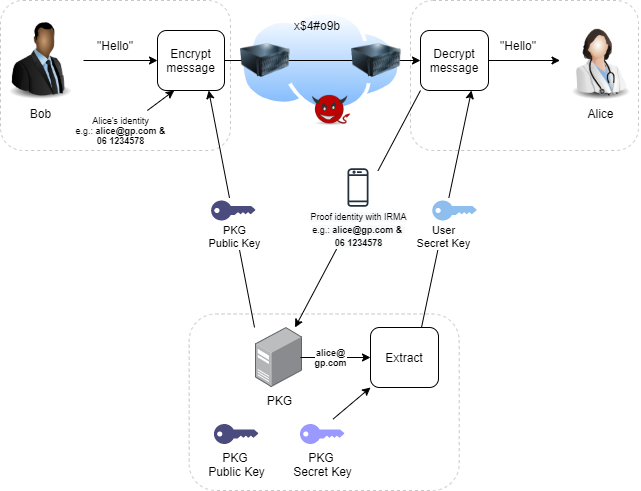 x$4#o9b
"Hello"
Encrypt
message
Decrypt
message
"Hello"
Bob
Alice
Alice's identity
e.g.: alice@gp.com &
06 1234578
PKG
Public Key
Proof identity with IRMA
e.g.: alice@gp.com &
06 1234578
User
Secret Key
alice@
gp.com
Extract
PKG
PKG
Public Key
PKG
Secret Key